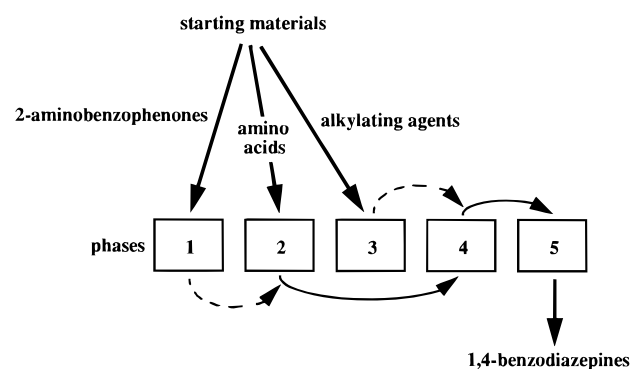 starting materials
2-aminobenzophenones
amino
acids
alkylating agents
phases
1
2
3
4
5
1,4-benzodiazepines